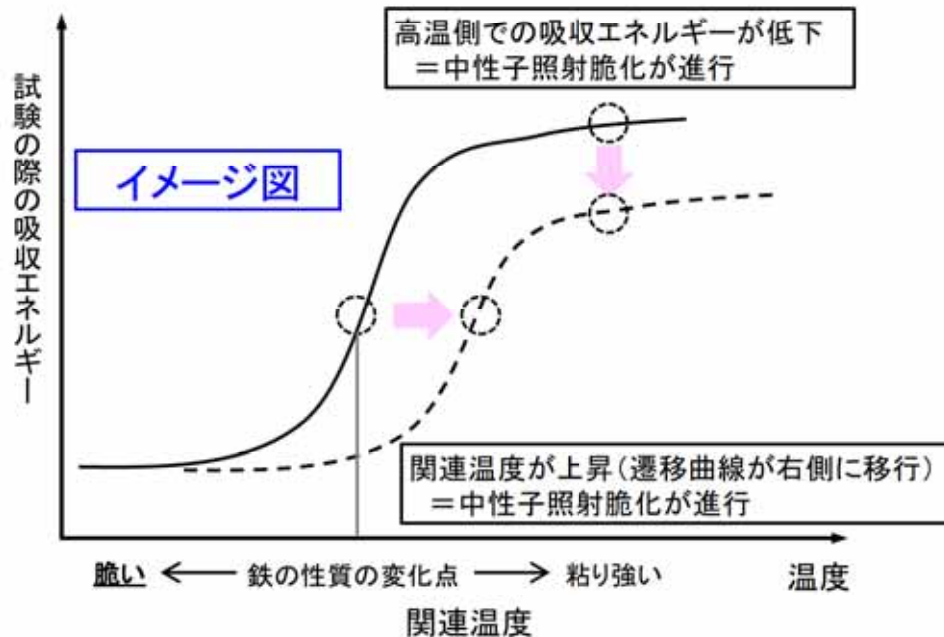 高温側での吸収エネルギーが低下
＝中性子照射脆化が進行
試験の際の吸収エネルギー
イメージ図
関連温度が上昇（遷移曲線が右側に移行）
＝中性子照射脆化が進行
脆い 鉄の性質の変化点 粘り強い 温度
関連温度